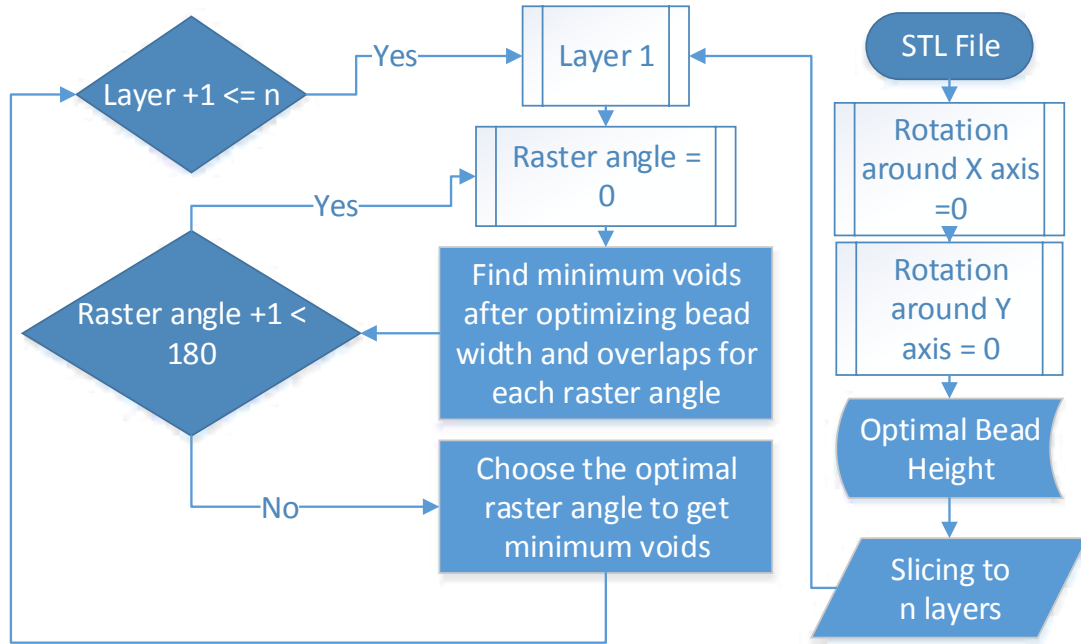 Layer +1 <= n
Yes
Layer 1
STL File
Rotation
around X axis
=0
Raster angle =
0
Yes
Rotation
around Y
axis = 0
Raster angle +1 <
180
Find minimum voids
after optimizing bead
width and overlaps for
each raster angle
Optimal Bead
Height
No
Choose the optimal
raster angle to get
minimum voids
Slicing to
n layers